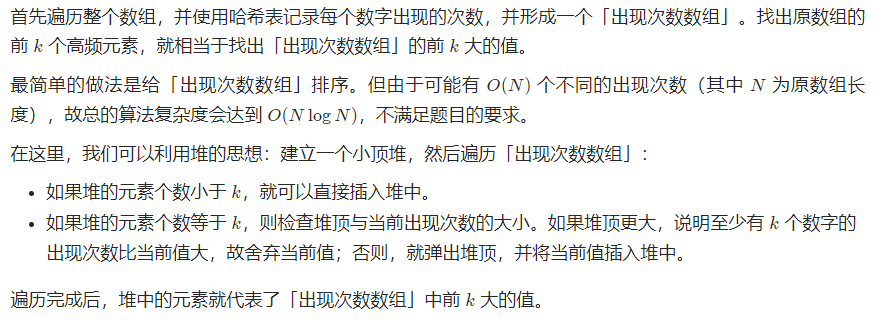 首先遍历整个数组，并使用哈希表记录每个数字出现的次数，并形成一个「出现次数数组」。找出原数组的
前 k 个高频元素，就相当于找出「出现次数数组」的前 k 大的值。
最简单的做法是给「出现次数数组」排序。但由于可能有 O(N) 个不同的出现次数（其中 N 为原数组长
度），故总的算法复杂度会达到 O(N log N)，不满足题目的要求。
在这里，我们可以利用堆的思想：建立一个小顶堆，然后遍历「出现次数数组」：
• 如果堆的元素个数小于 k，就可以直接插入堆中。
• 如果堆的元素个数等于 k，则检查堆顶与当前出现次数的大小。如果堆顶更大，说明至少有 k 个数字的
出现次数比当前值大，故舍弃当前值；否则，就弹出堆顶，并将当前值插入堆中。
遍历完成后，堆中的元素就代表了「出现次数数组」中前 k 大的值。